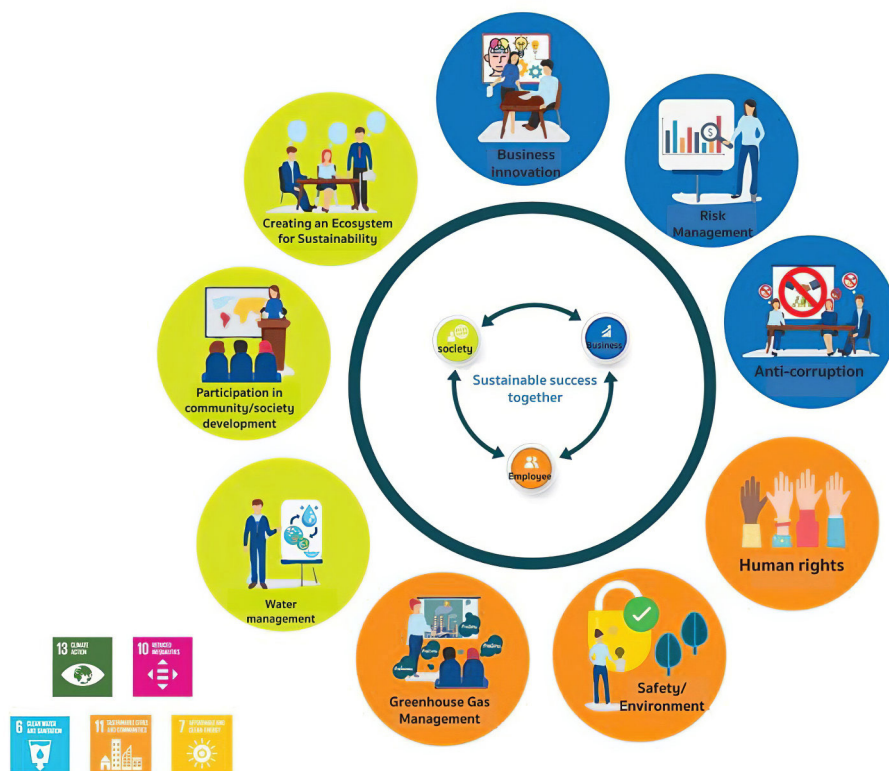 Business
innovation
Risk
Management
$
Creating an Ecosystem
for Sustainability
Anti-corruption
society
Business
Sustainable success
together
Employee
Participation in
community/society
development
Human rights
Water
management
Greenhouse Gas
Management
Safety/
Environment
13 CLIMATE
ACTION
10 REDUCED
INEQUALITIES
6 CLEAN WATER
AND SANITATION
11 SUSTAINABLE CITIES
AND COMMUNITIES
7 AFFORDABLE AND
CLEAN ENERGY